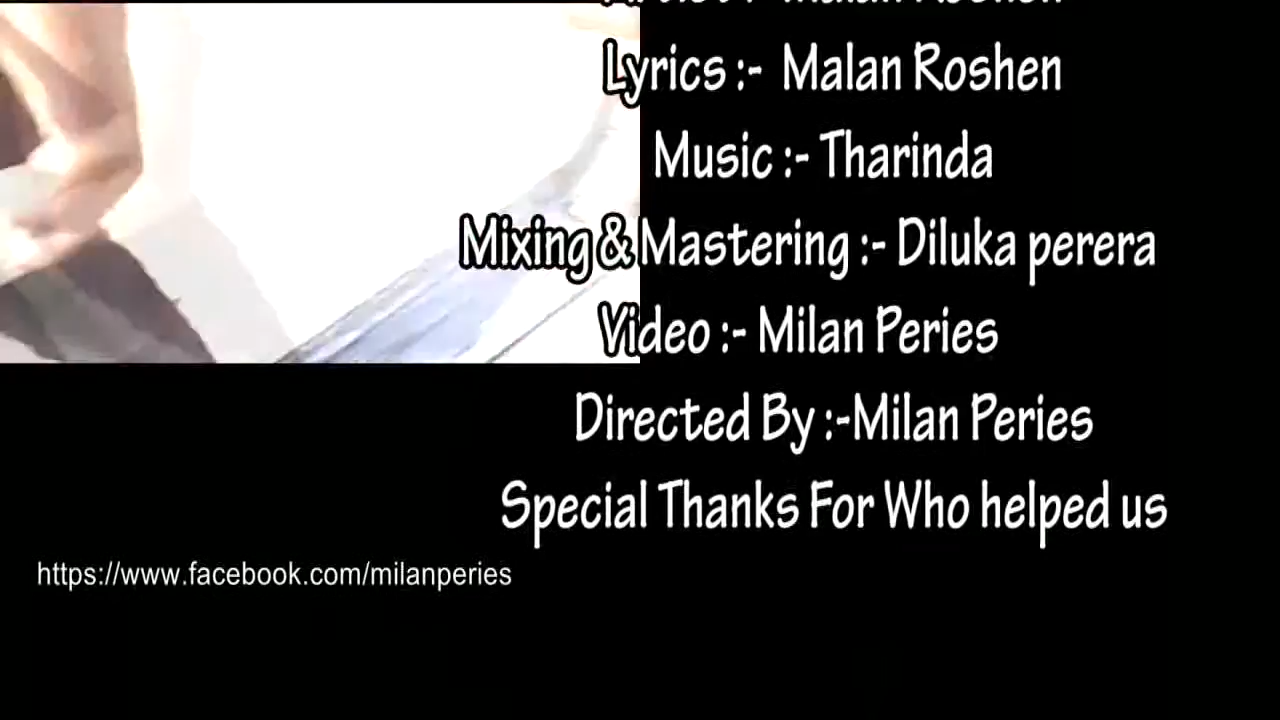 Lyrics :- Malan Roshen
Music :- Tharinda
Mixing & Mastering :- Diluka perera
Video :- Milan Peries
Directed By :-Milan Peries
Special Thanks For Who helped us
https://www.facebook.com/milanperies